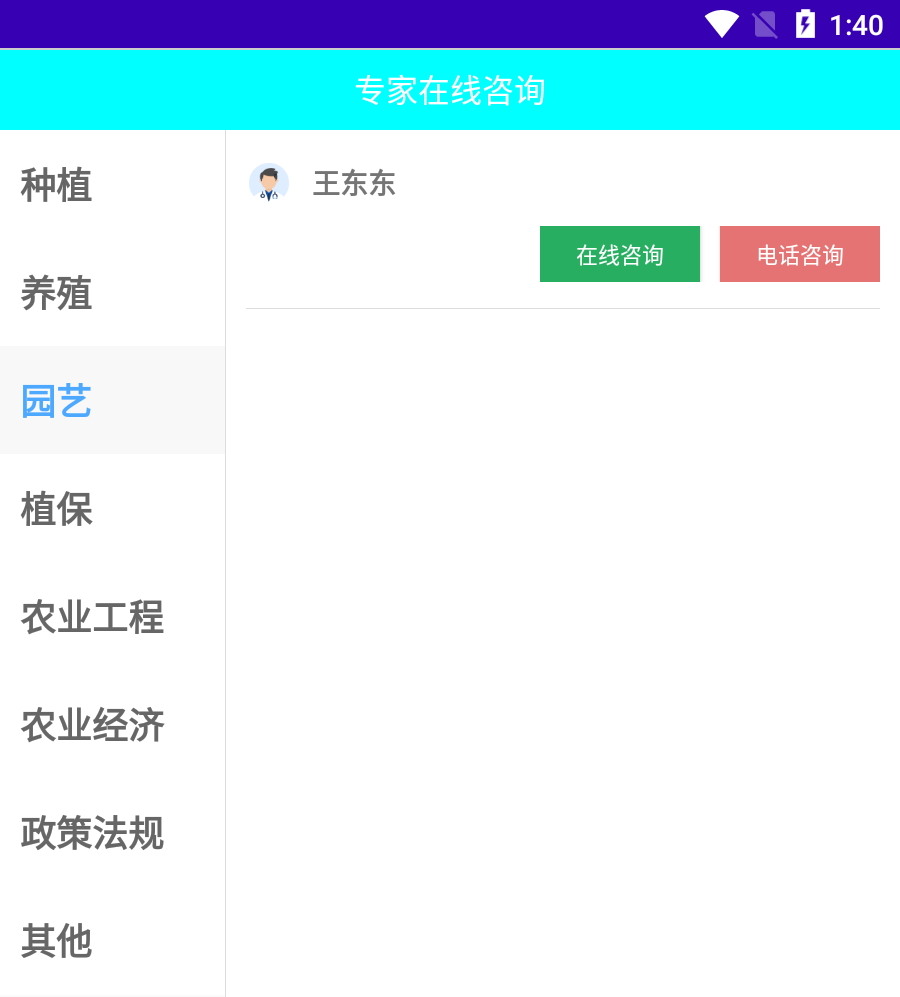 1:40
专家在线咨询
种植
养殖
园艺
植保
农业工程
农业经济
政策法规
其他
王东东
在线咨询
电话咨询